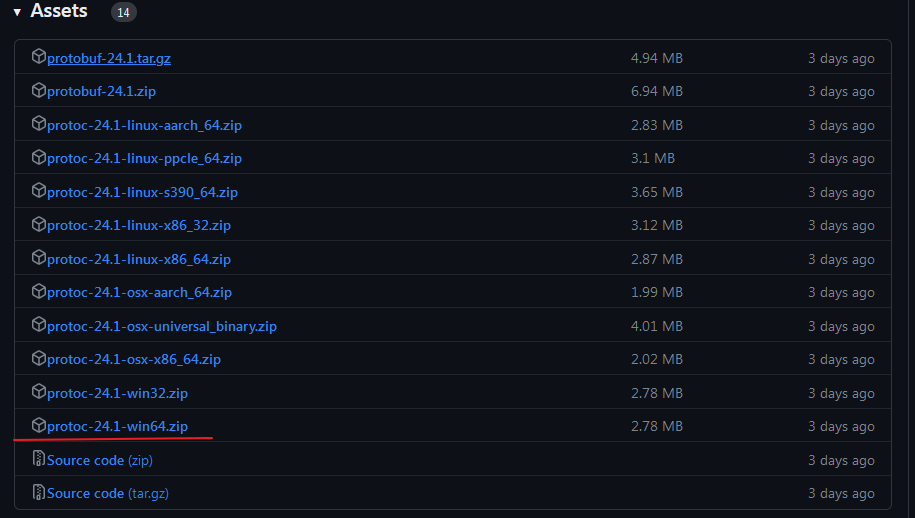 Assets 14
protobuf-24.1.tar.gz 4.94 MB 3 days ago
protobuf-24.1.zip 6.94 MB 3 days ago
protoc-24.1-linux-aarch_64.zip 2.83 MB 3 days ago
protoc-24.1-linux-ppcle_64.zip 3.1 MB 3 days ago
protoc-24.1-linux-s390_64.zip 3.65 MB 3 days ago
protoc-24.1-linux-x86_32.zip 3.12 MB 3 days ago
protoc-24.1-linux-x86_64.zip 2.87 MB 3 days ago
protoc-24.1-osx-aarch_64.zip 1.99 MB 3 days ago
protoc-24.1-osx-universal_binary.zip 4.01 MB 3 days ago
protoc-24.1-osx-x86_64.zip 2.02 MB 3 days ago
protoc-24.1-win32.zip 2.78 MB 3 days ago
protoc-24.1-win64.zip 2.78 MB 3 days ago
Source code (zip) 3 days ago
Source code (tar.gz) 3 days ago